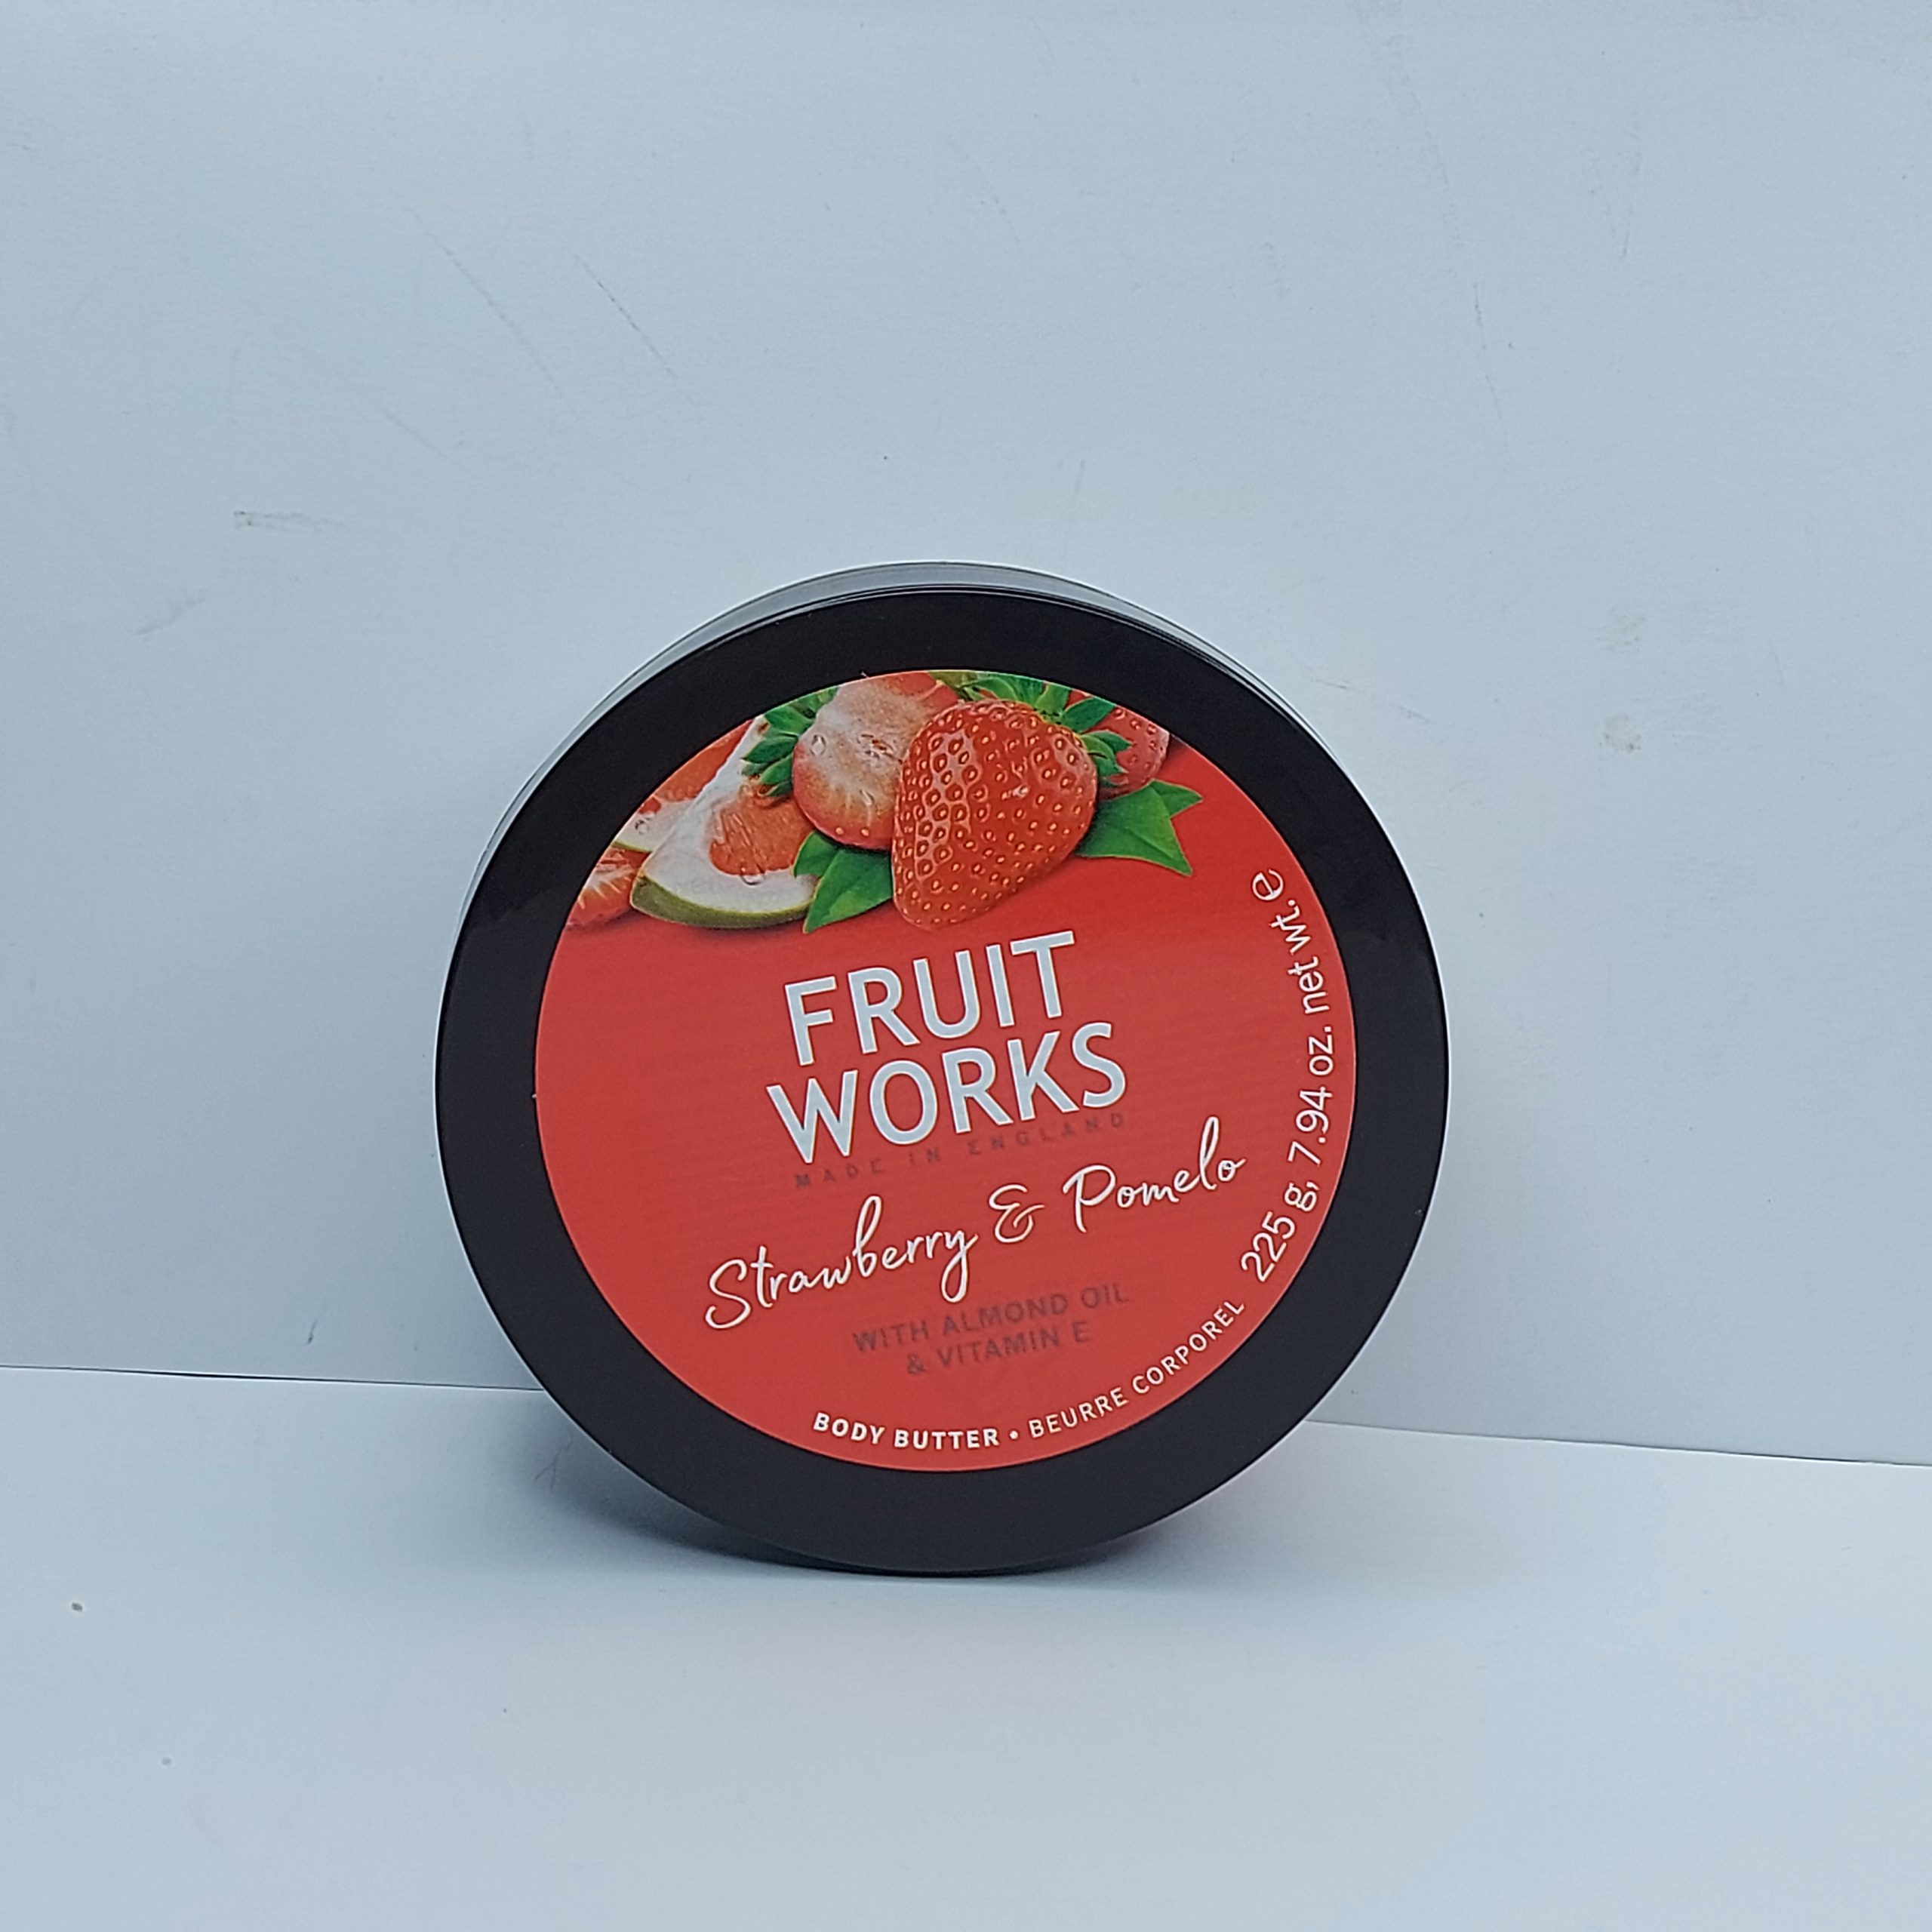 FRUIT
WORKS
MADE IN ENGLAND
Strawberry & Pomelo
WITH ALMOND OIL
& VITAMIN E
BODY BUTTER • BEURRE CORPOREL
225 g, 7.94 oz. net wt. ℮